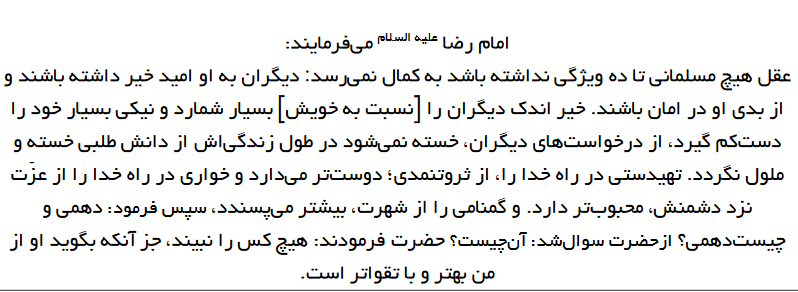 امام رضا علیه السلام می‌فرمایند:
عقل هیچ مسلمانی تا ده ویژگی نداشته باشد به کمال نمی‌رسد: دیگران به او امید خیر داشته باشند و
از بدی او در امان باشند. خیر اندک دیگران را [نسبت به خویش] بسیار شمارد و نیکی بسیار خود را
دست‌کم گیرد، از درخواست‌های دیگران، خسته نمی‌شود در طول زندگی‌اش از دانش طلبی خسته و
ملول نگردد. تهیدستی در راه خدا را، از ثروتنمدی؛ دوست‌تر می‌دارد و خواری در راه خدا را از عزّت
نزد دشمنش، محبوب‌تر دارد. و گمنامی را از شهرت، بیشتر می‌پسندد، سپس فرمود: دهمی و
چیست‌دهمی؟ ازحضرت سوال‌شد: آن‌چیست؟ حضرت فرمودند: هیچ کس را نبیند، جز آنکه بگوید او از
من بهتر و با تقواتر است.